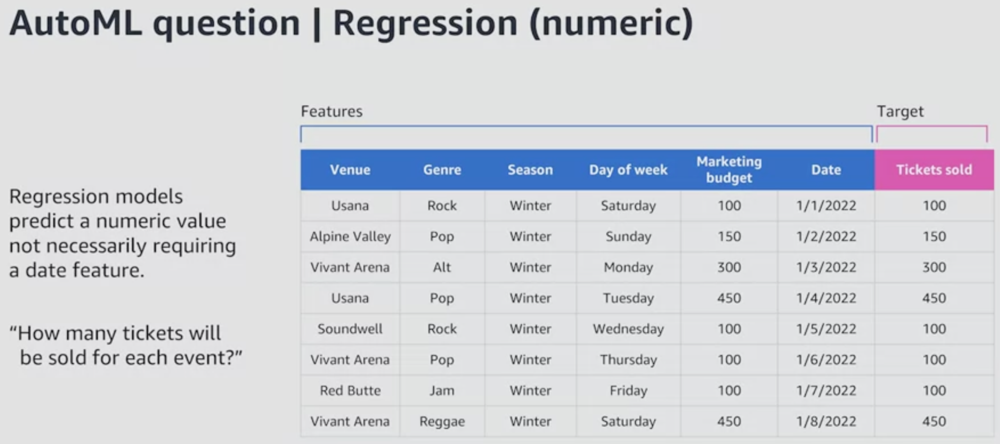 AutoML question | Regression (numeric)
Regression models
predict a numeric value
not necessarily requiring
a date feature.
“How many tickets will
be sold for each event?”
Features Target
Venue Genre Season Day of week Marketing budget Date Tickets sold
Usana Rock Winter Saturday 100 1/1/2022 100
Alpine Valley Pop Winter Sunday 150 1/2/2022 150
Vivant Arena Alt Winter Monday 300 1/3/2022 300
Usana Pop Winter Tuesday 450 1/4/2022 450
Soundwell Rock Winter Wednesday 100 1/5/2022 100
Vivant Arena Pop Winter Thursday 100 1/6/2022 100
Red Butte Jam Winter Friday 100 1/7/2022 100
Vivant Arena Reggae Winter Saturday 450 1/8/2022 450